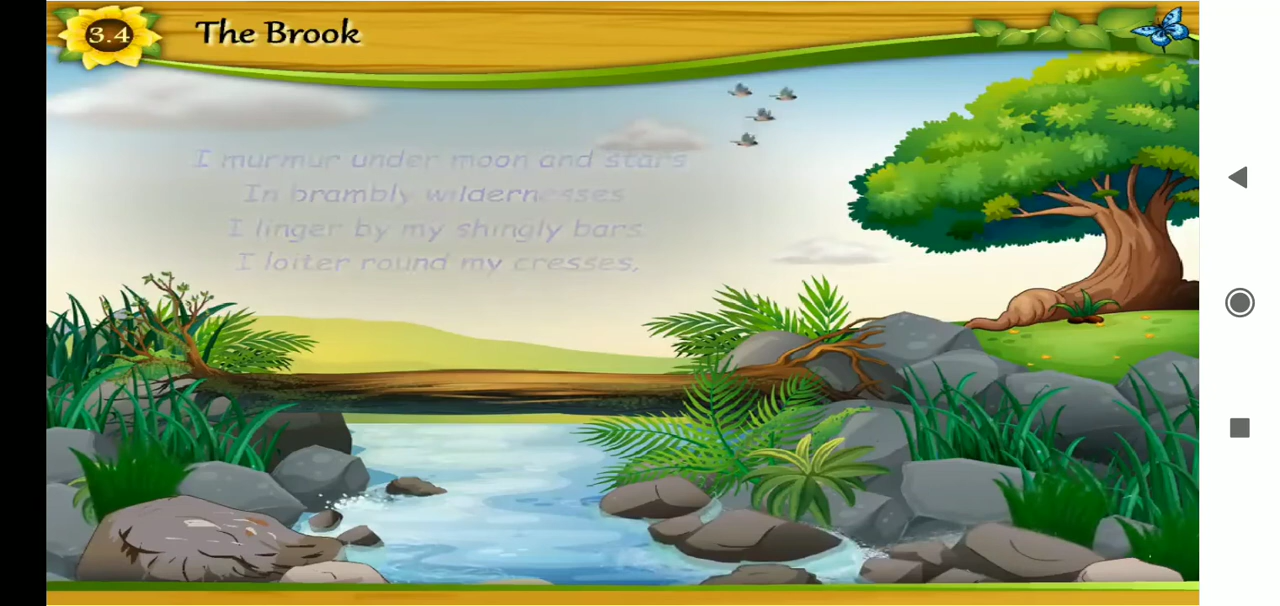 3.4
The Brook
I murmur under moon and stars
In brambly wildernesses
I linger by my shingly bars
I loiter round my cresses,